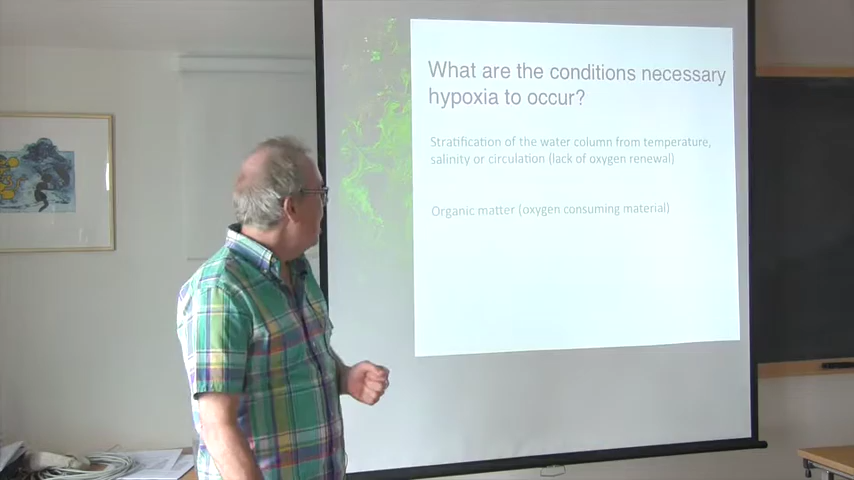 What are the conditions necessary
hypoxia to occur?
Stratification of the water column from temperature,
salinity or circulation (lack of oxygen renewal)
Organic matter (oxygen consuming material)